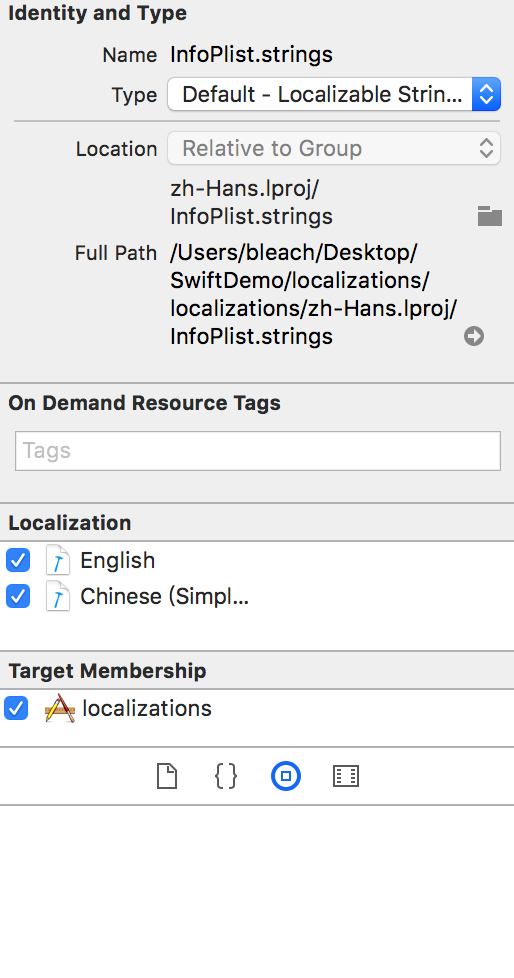 Identity and Type
Name InfoPlist.strings
Type Default - Localizable Strin...
Location Relative to Group
zh-Hans.lproj/
InfoPlist.strings
Full Path /Users/bleach/Desktop/
SwiftDemo/localizations/
localizations/zh-Hans.lproj/
InfoPlist.strings
On Demand Resource Tags
Tags
Localization
English
Chinese (Simpl...
Target Membership
localizations